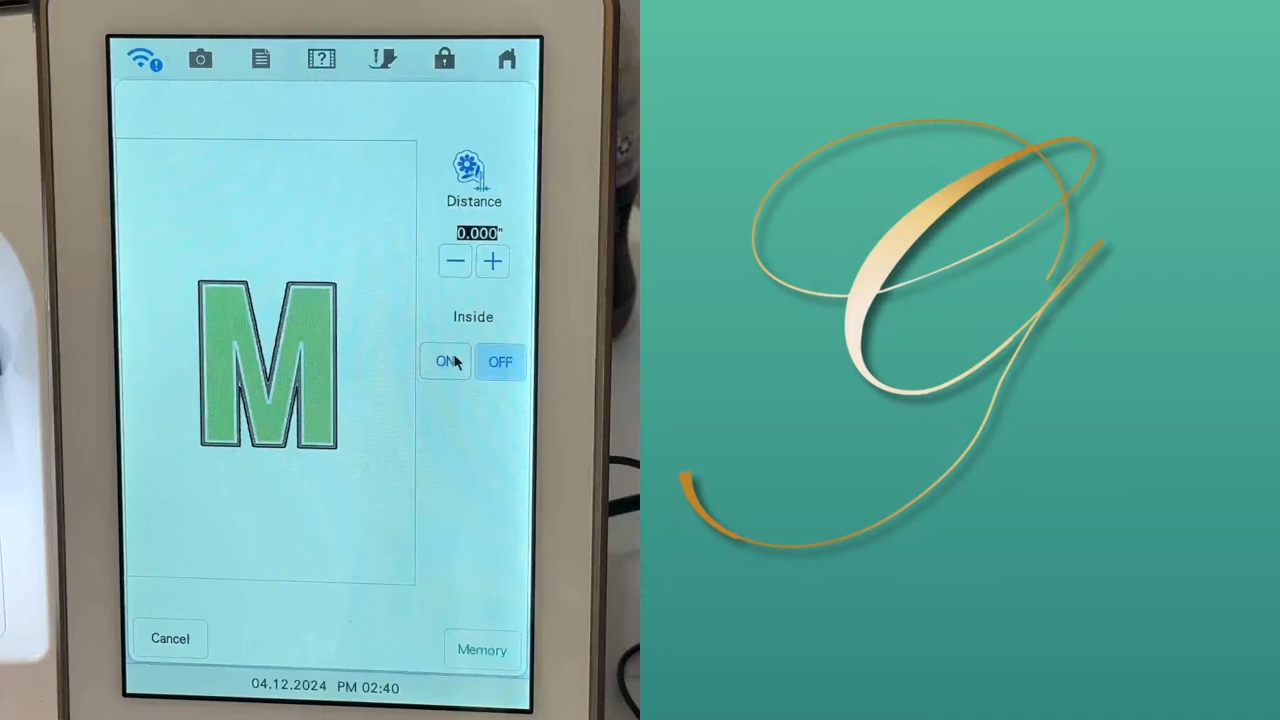 Distance
0.000"
Inside
ON OFF
M
Cancel
Memory
04.12.2024 PM 02:40
G